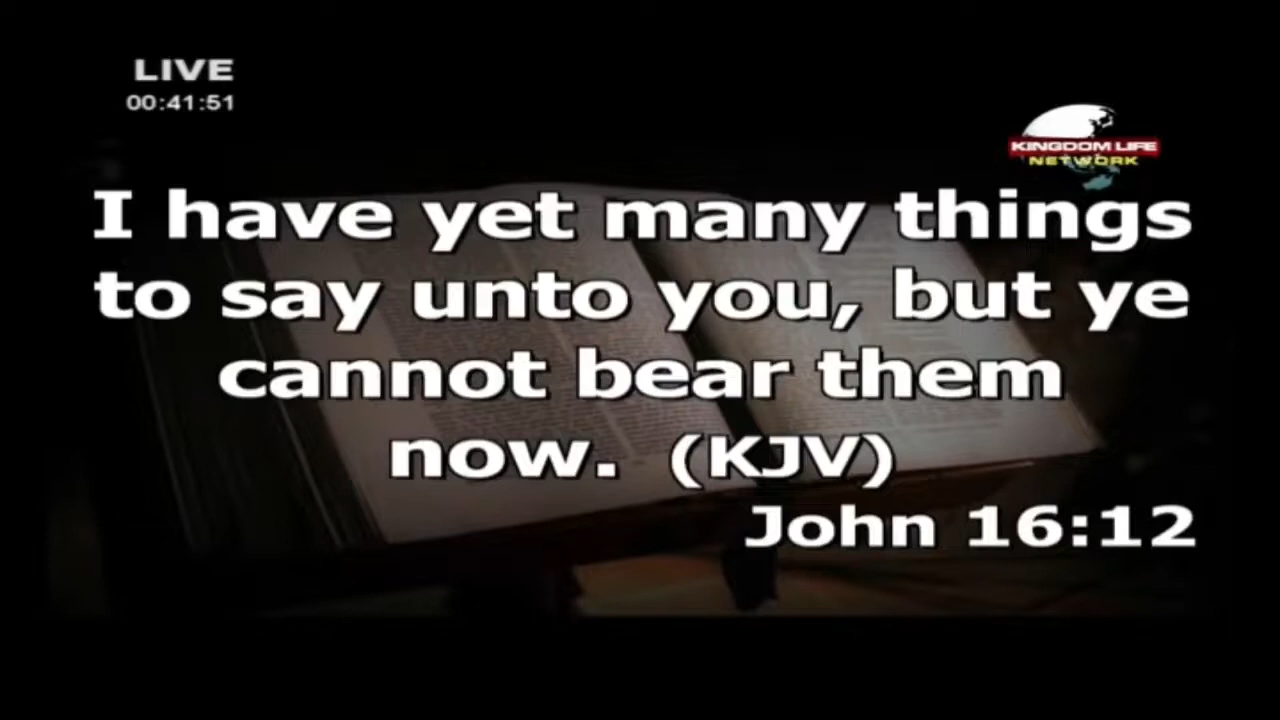 LIVE
00:41:51
KINGDOM LIFE
NETWORK
I have yet many things
to say unto you, but ye
cannot bear them
now. (KJV)
John 16:12